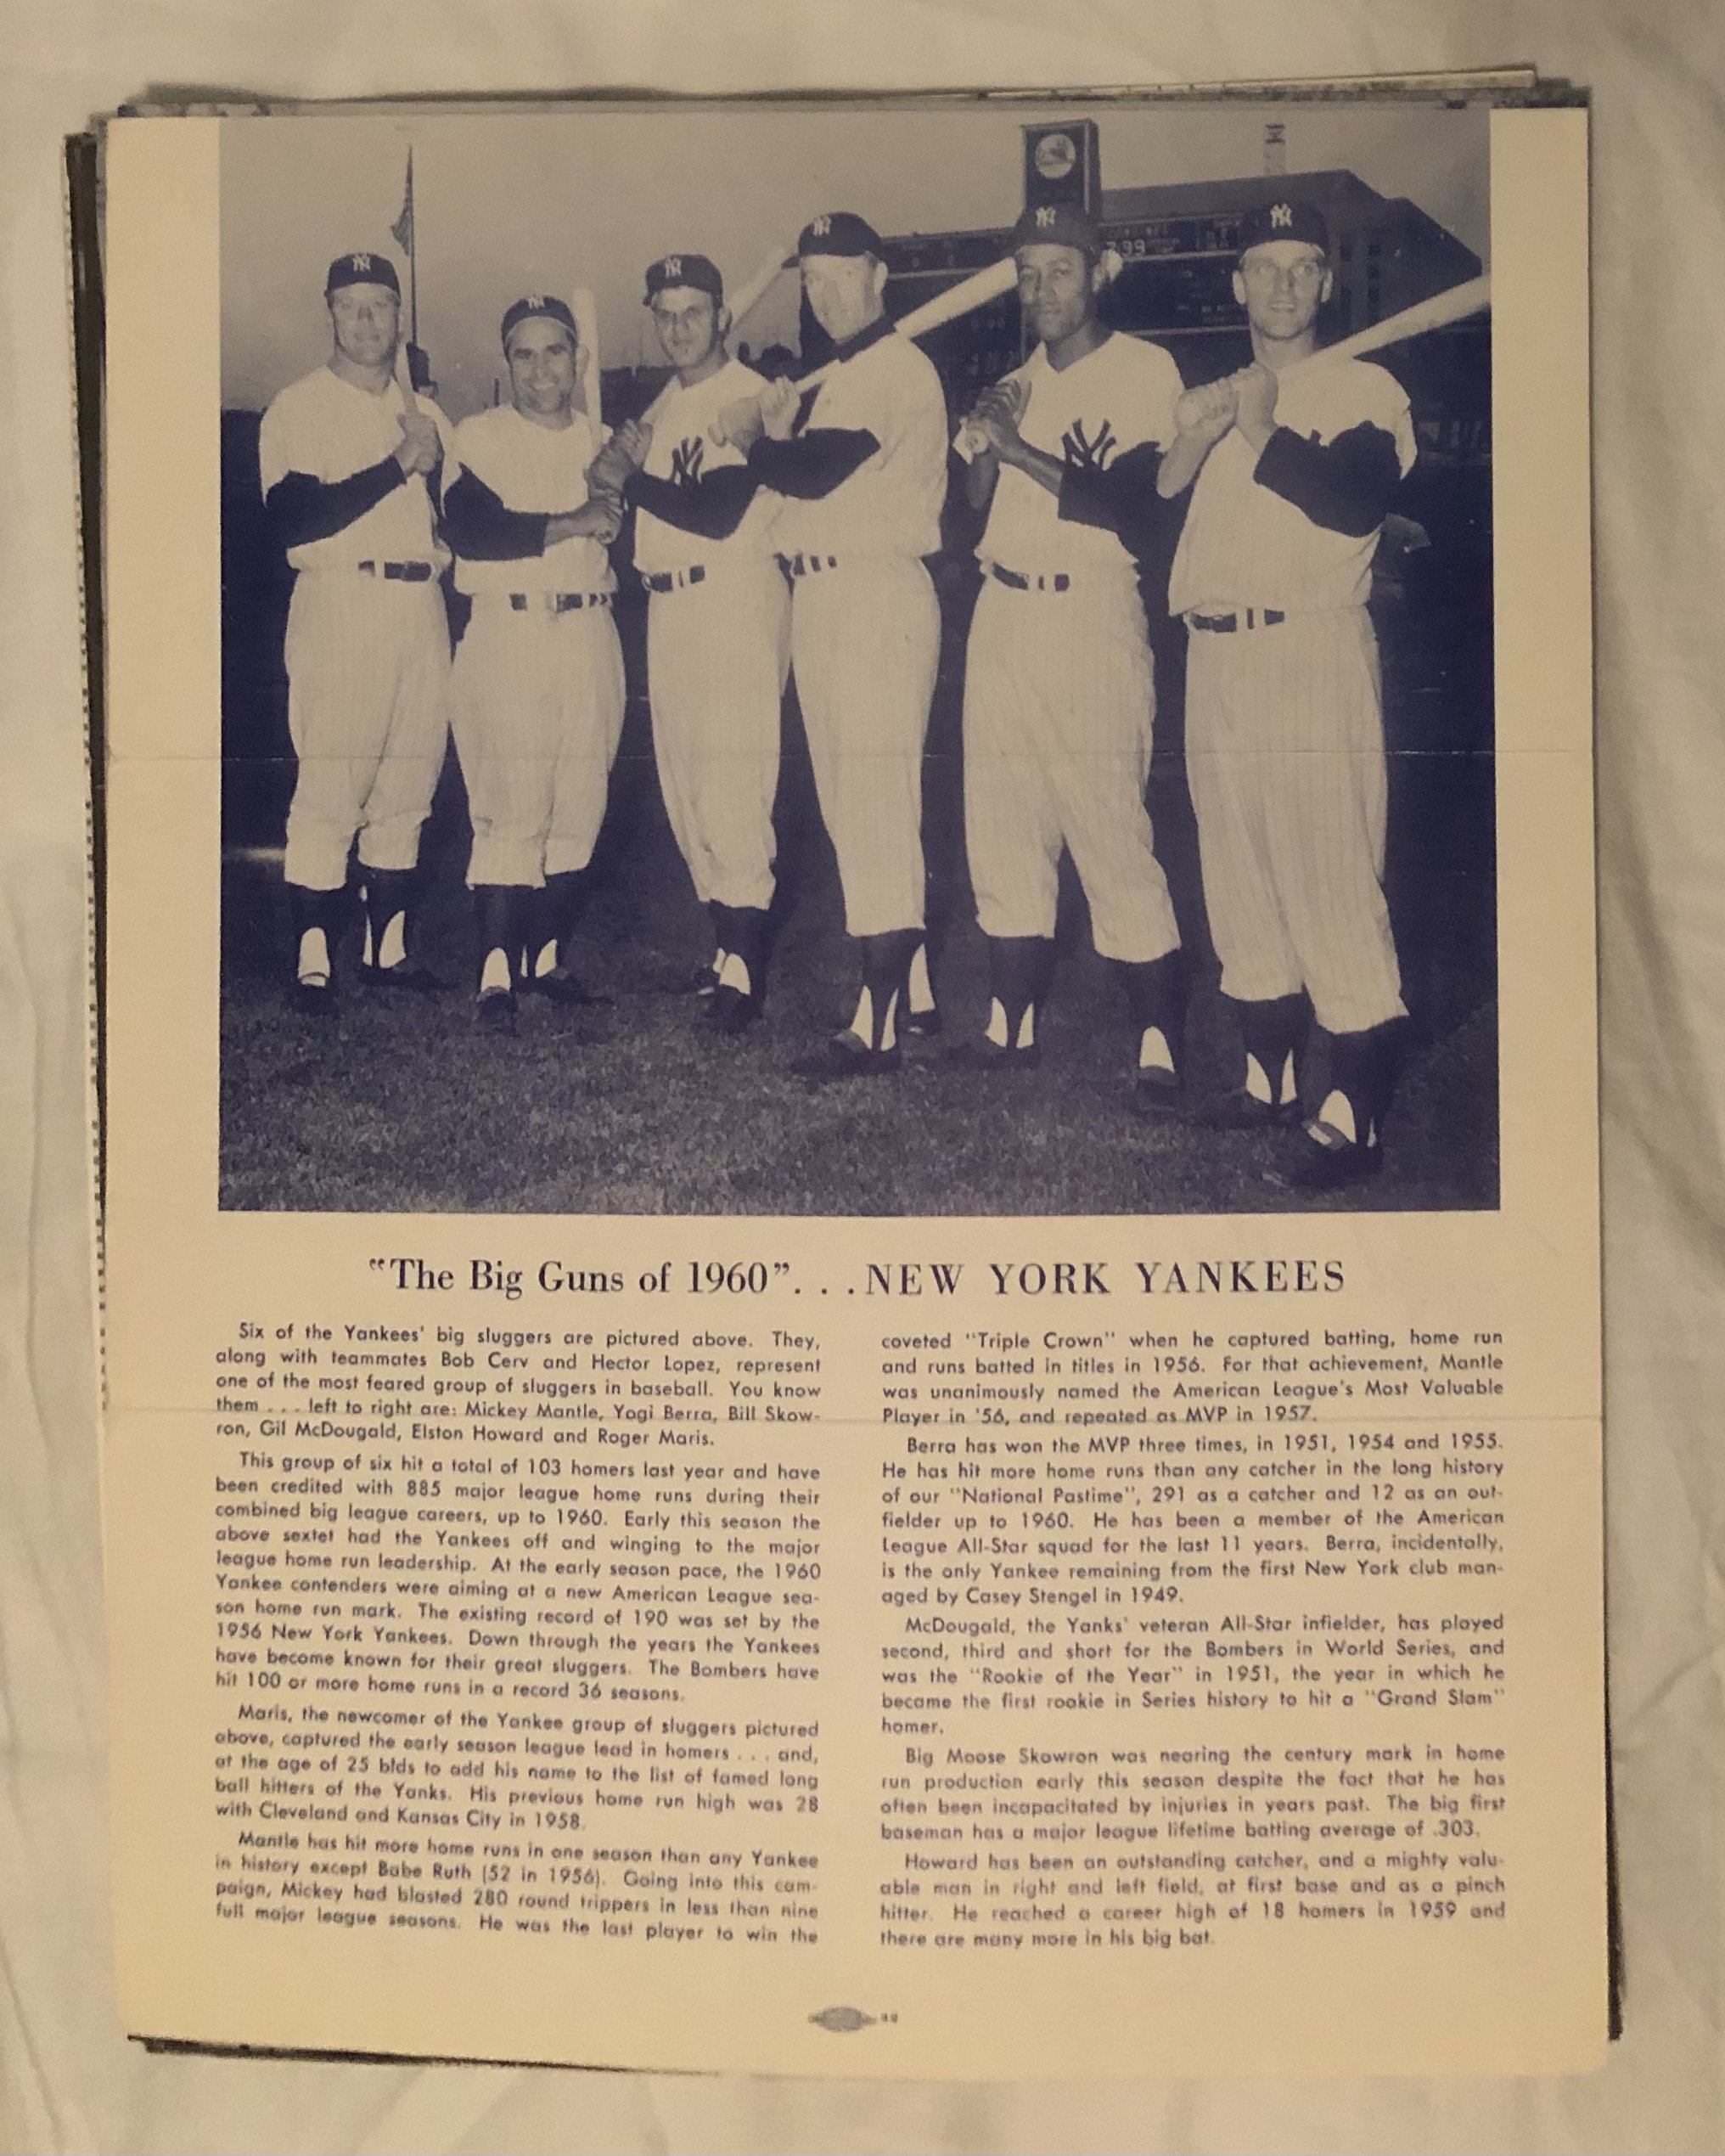 7 99
"The Big Guns of 1960". . .NEW YORK YANKEES
Six of the Yankees' big sluggers are pictured above. They,
along with teammates Bob Cerv and Hector Lopez, represent
one of the most feared group of sluggers in baseball. You know
them . . . left to right are: Mickey Mantle, Yogi Berra, Bill Skow-
ron, Gil McDougald, Elston Howard and Roger Maris.
This group of six hit a total of 103 homers last year and have
been credited with 885 major league home runs during their
combined big league careers, up to 1960. Early this season the
above sextet had the Yankees off and winging to the major
league home run leadership. At the early season pace, the 1960
Yankee contenders were aiming at a new American League sea-
son home run mark. The existing record of 190 was set by the
1956 New York Yankees. Down through the years the Yankees
have become known for their great sluggers. The Bombers have
hit 100 or more home runs in a record 36 seasons.
Maris, the newcomer of the Yankee group of sluggers pictured
above, captured the early season league lead in homers . . . and,
at the age of 25 bids to add his name to the list of famed long
ball hitters of the Yanks. His previous home run high was 28
with Cleveland and Kansas City in 1958.
Mantle has hit more home runs in one season than any Yankee
in history except Babe Ruth (52 in 1956). Going into this cam-
paign, Mickey had blasted 280 round trippers in less than nine
full major league seasons. He was the last player to win the
coveted "Triple Crown" when he captured batting, home run
and runs batted in titles in 1956. For that achievement, Mantle
was unanimously named the American League's Most Valuable
Player in '56, and repeated as MVP in 1957.
Berra has won the MVP three times, in 1951, 1954 and 1955.
He has hit more home runs than any catcher in the long history
of our "National Pastime", 291 as a catcher and 12 as an out-
fielder up to 1960. He has been a member of the American
League All-Star squad for the last 11 years. Berra, incidentally,
is the only Yankee remaining from the first New York club man-
aged by Casey Stengel in 1949.
McDougald, the Yanks' veteran All-Star infielder, has played
second, third and short for the Bombers in World Series, and
was the "Rookie of the Year" in 1951, the year in which he
became the first rookie in Series history to hit a "Grand Slam"
homer.
Big Moose Skowron was nearing the century mark in home
run production early this season despite the fact that he has
often been incapacitated by injuries in years past. The big first
baseman has a major league lifetime batting average of .303.
Howard has been an outstanding catcher, and a mighty valu-
able man in right and left field, at first base and as a pinch
hitter. He reached a career high of 18 homers in 1959 and
there are many more in his big bat.